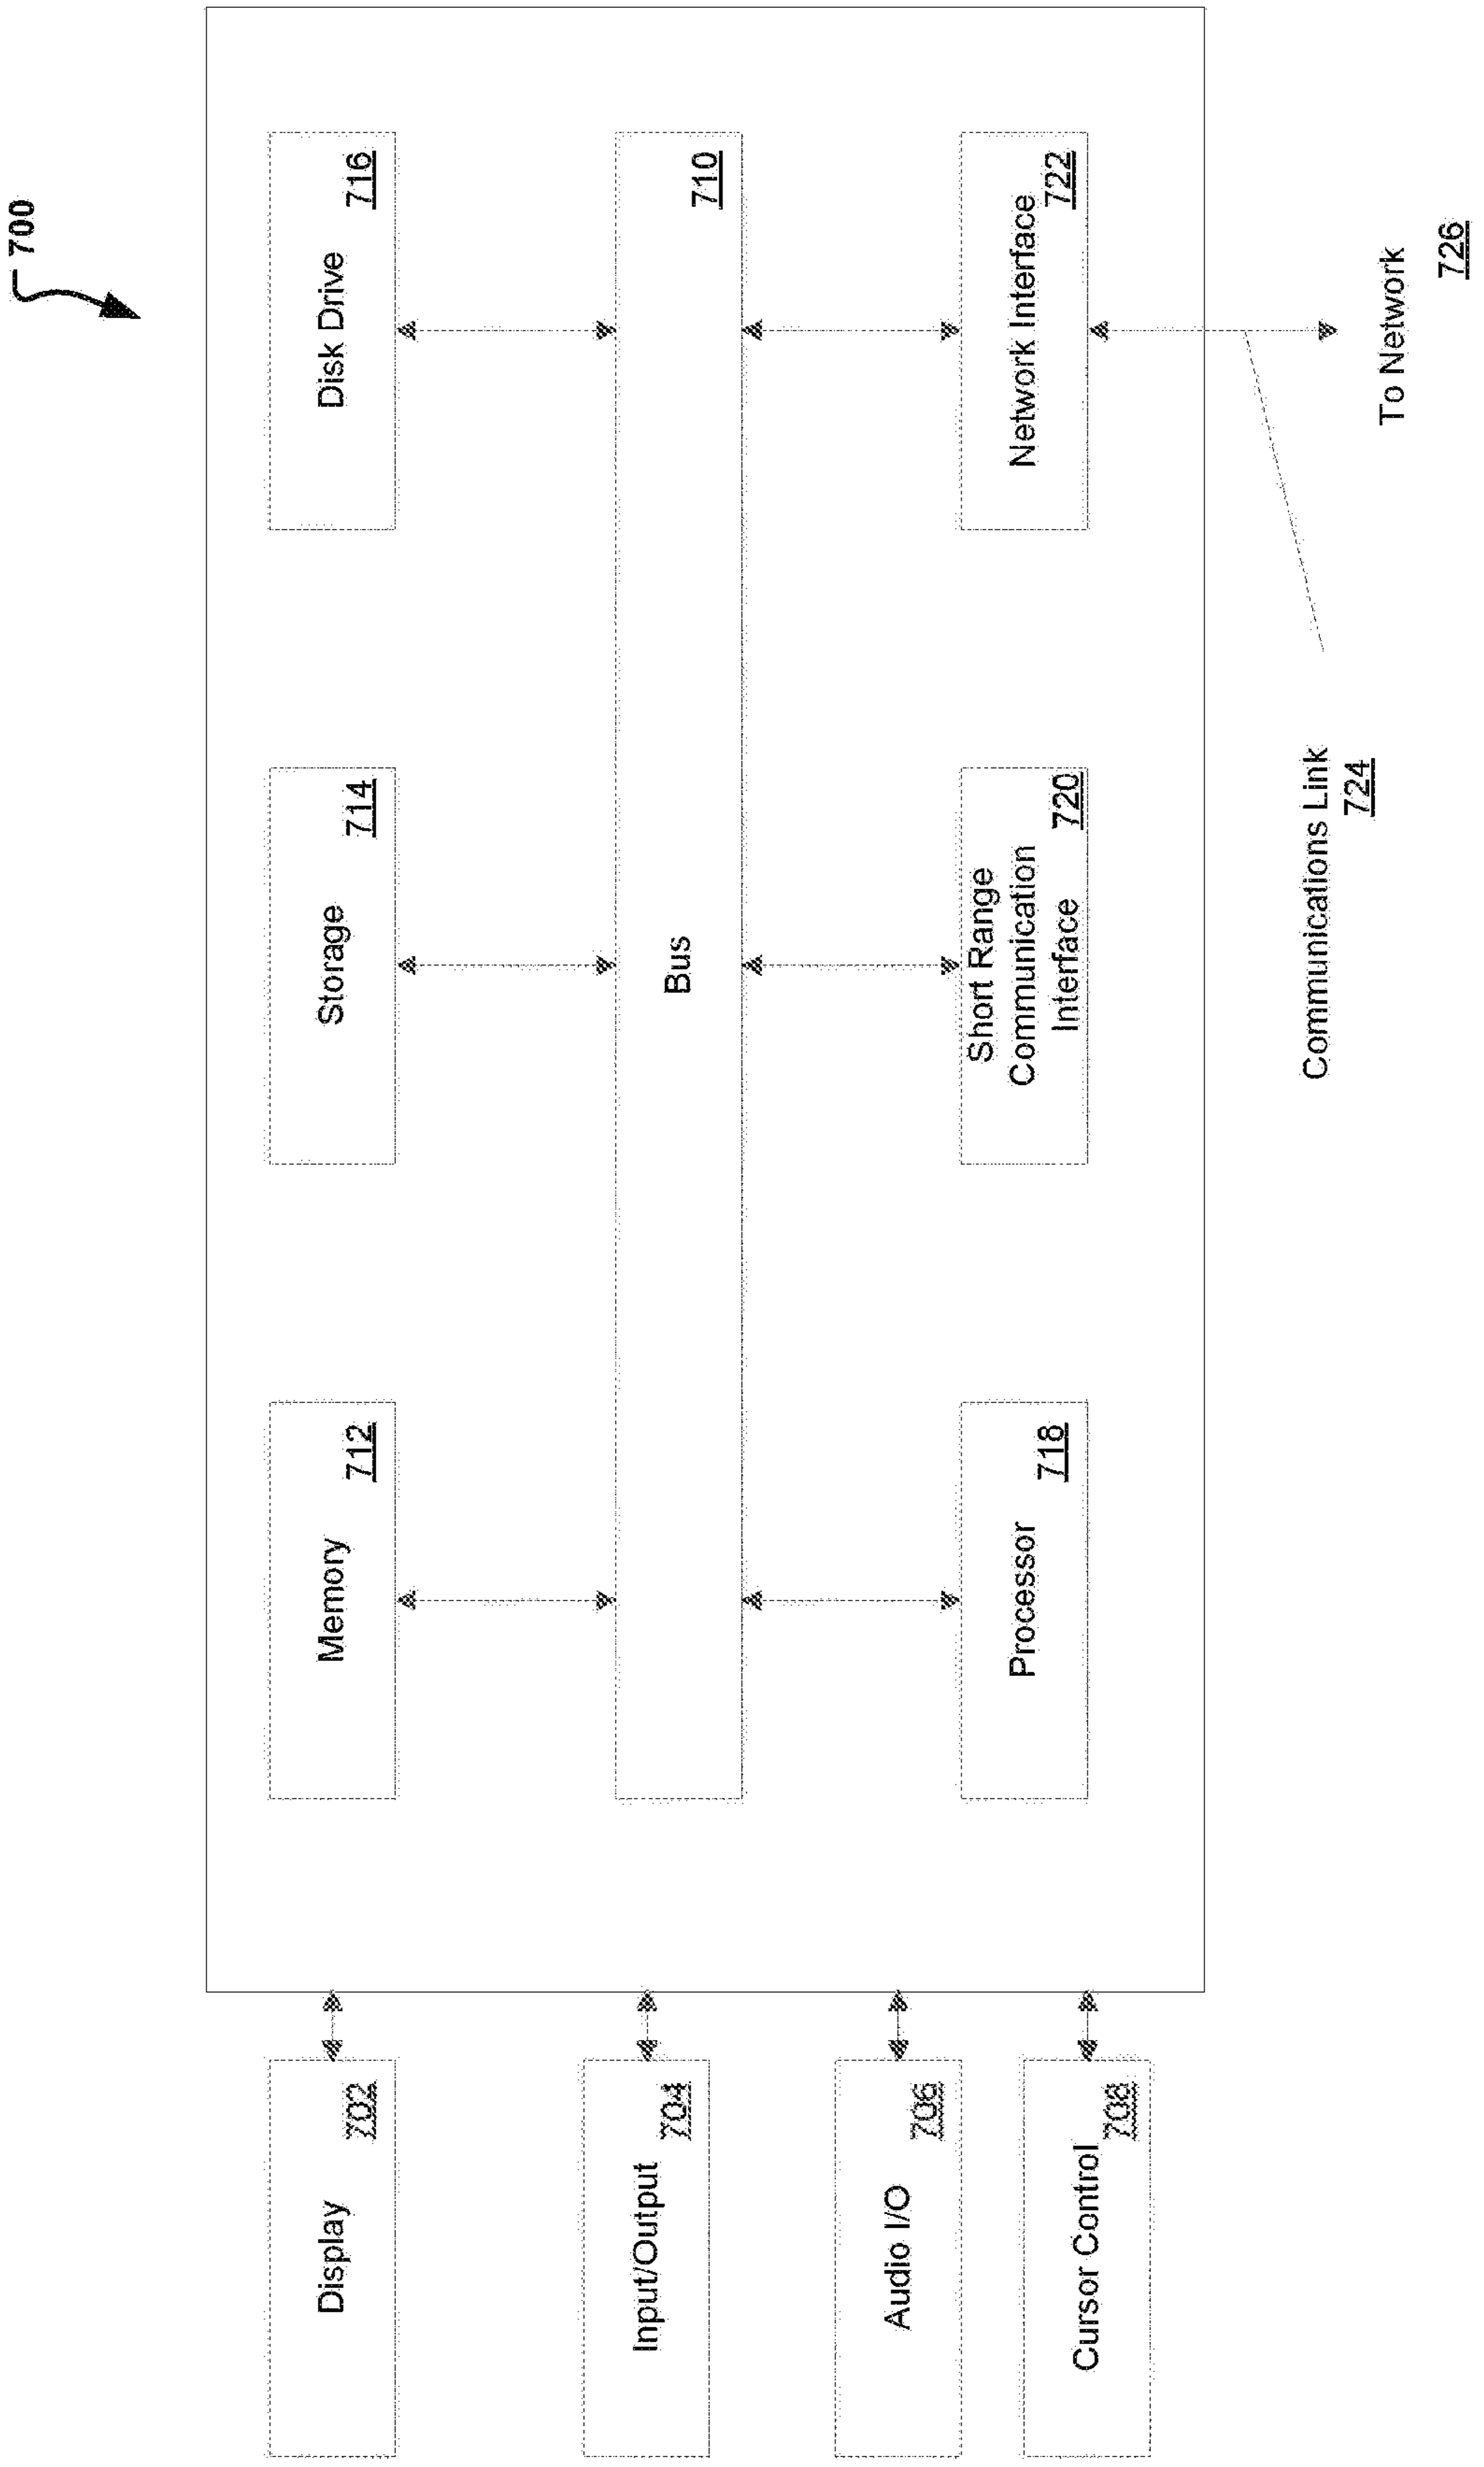 700
Display
702
Input/Output
704
Audio I/O
706
Cursor Control
708
Memory
712
Storage
714
Disk Drive
716
Bus
710
Processor
718
Short Range
Communication
Interface
720
Network Interface
722
Communications Link
724
To Network
726